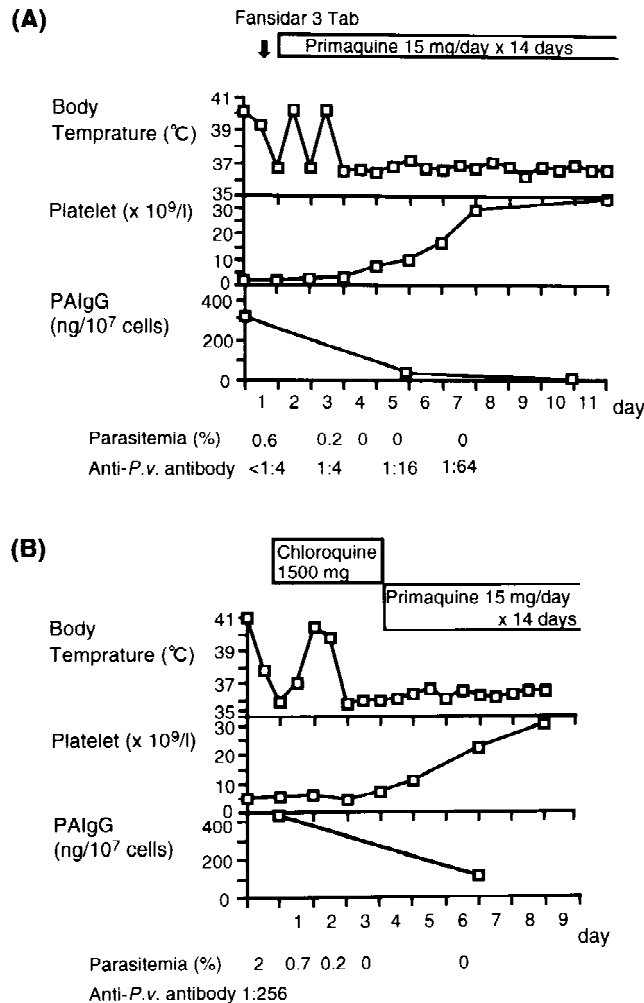 (A)
Fansidar 3 Tab
Primaquine 15 mg/day x 14 days
Body
Temprature (℃)
41
39
37
35
Platelet (x 10⁹/l)
30
20
10
0
PAIgG
(ng/10⁷ cells)
400
200
0
1 2 3 4 5 6 7 8 9 8 11 11 day
Parasitemia (%) 0.6 0.2 0 0 0
Anti-P.v. antibody <1:4 1:4 1:16 1:64
(B)
Chloroquine
1500 mg
Primaquine 15 mg/day
x 14 days
Body
Temprature (℃)
41
39
37
35
Platelet (x 10⁹/l)
30
20
10
0
PAIgG
(ng/10⁷ cells)
400
200
0
1 2 3 4 5 6 7 8 9
day
Parasitemia (%) 2 0.7 0.2 0 0
Anti-P.v. antibody 1:256